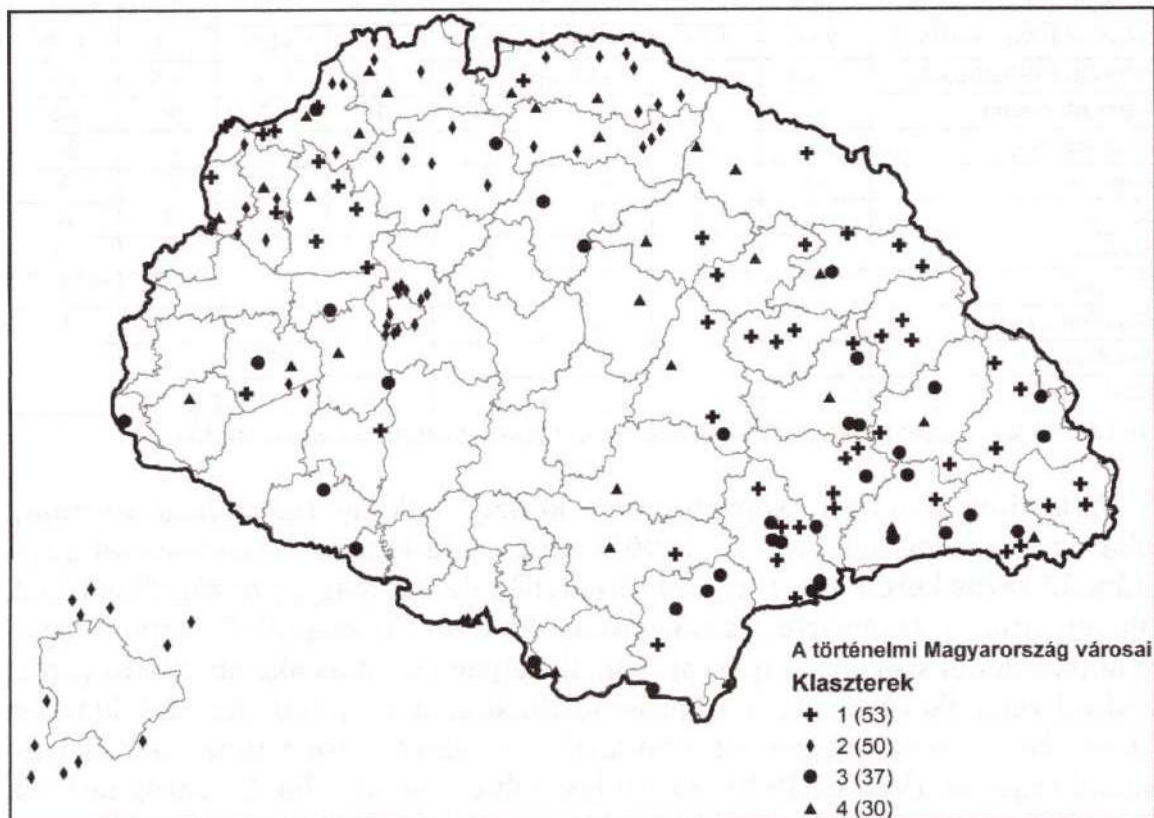 A történelmi Magyarország városai
Klaszterek
1 (53)
2 (50)
3 (37)
4 (30)